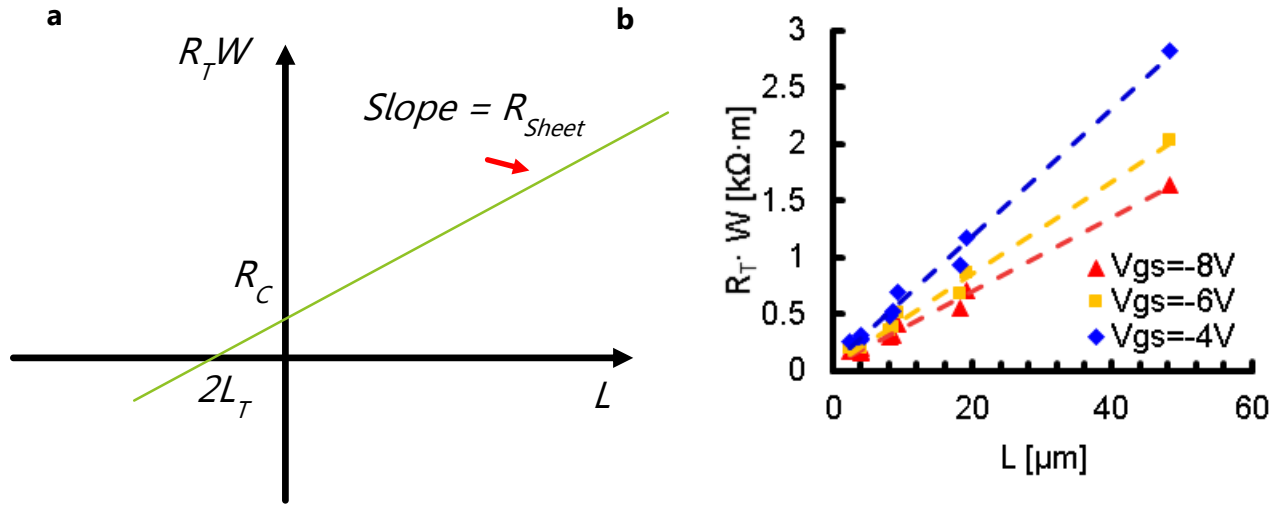 a
R_T W
Slope = R_Sheet
R_C
2L_T
L
b
R_T· W [kΩ·m]
3
2.5
2
1.5
1
0.5
0
0
20
40
60
L [µm]
Vgs=-8V
Vgs=-6V
Vgs=-4V